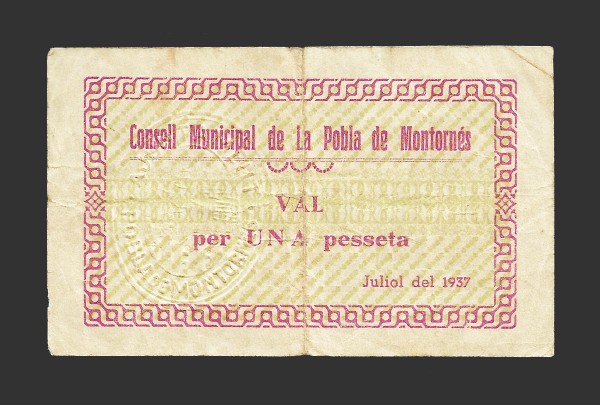 Consell Municipal de La Pobla de Montornés
VAL
per UNA pesseta
Juliol del 1937